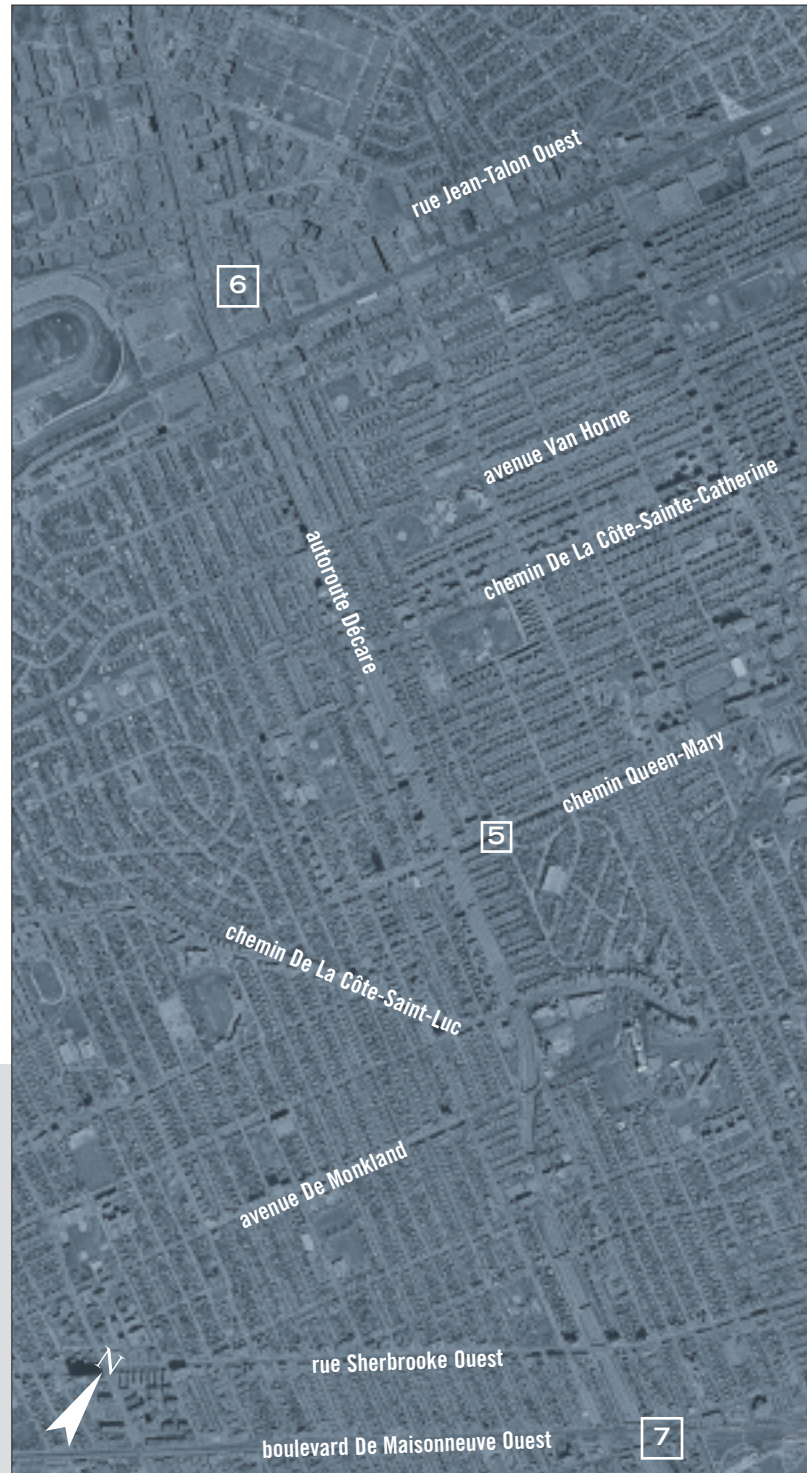 rue Jean-Talon Ouest
6
avenue Van Horne
chemin De La Côte-Sainte-Catherine
autoroute Décare
chemin Queen-Mary
5
chemin De La Côte-Saint-Luc
avenue De Monkland
N
rue Sherbrooke Ouest
7
boulevard De Maisonneuve Ouest